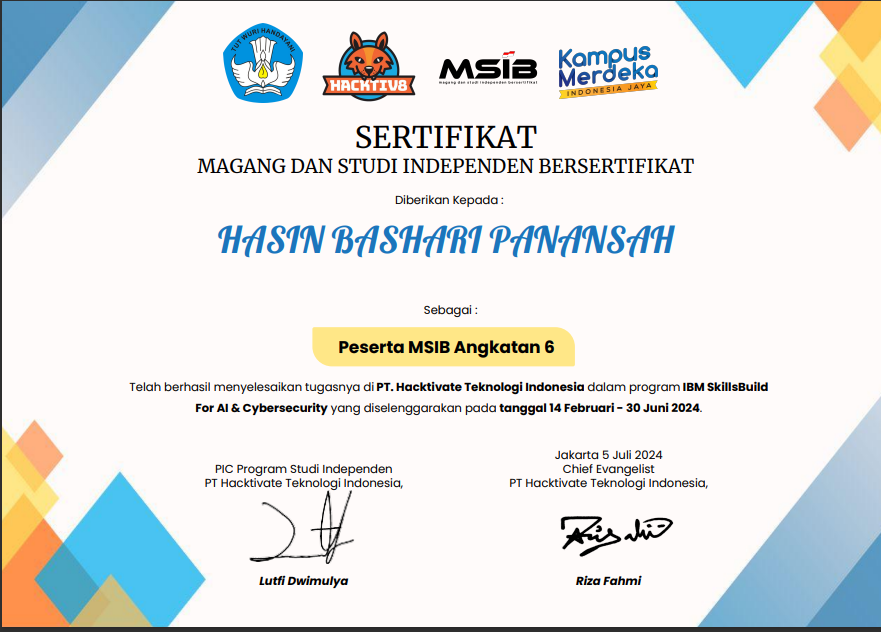 TUT WURI HANDAYANI
HACKTIV8
MSIB
magang dan studi independen bersertifikat
Kampus
Merdeka
INDONESIA JAYA
SERTIFIKAT
MAGANG DAN STUDI INDEPENDEN BERSERTIFIKAT
Diberikan Kepada :
HASIN BASHARI PANANSAH
Sebagai :
Peserta MSIB Angkatan 6
Telah berhasil menyelesaikan tugasnya di PT. Hacktivate Teknologi Indonesia dalam program IBM SkillsBuild
For AI & Cybersecurity yang diselenggarakan pada tanggal 14 Februari - 30 Juni 2024.
PIC Program Studi Independen
PT Hacktivate Teknologi Indonesia,
Lutfi Dwimulya
Jakarta 5 Juli 2024
Chief Evangelist
PT Hacktivate Teknologi Indonesia,
Riza Fahmi